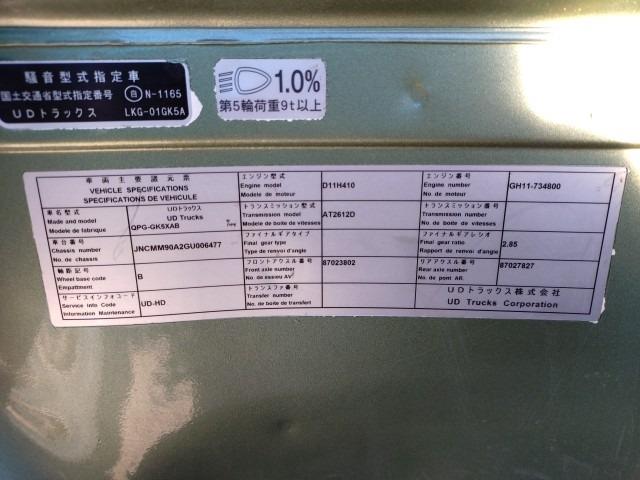 騒音型式指定車
国土交通省型式指定番号 自 N-1165
UDトラックス LKG-01GK5A
1.0%
第5輪荷重9t以上
車両主要諸元表
VEHICLE SPECIFICATIONS
SPECIFICATIONS DE VEHICULE
車名型式
Made and model
Modele de fabrique
UDトラックス
UD Trucks
QPG-GK5XAB
車台番号
Chassis number
No. de chassis
JNCMM90A2GU006477
軸距記号
Wheel base code
Empattment
B
サービスインフォコード
Service info Code
Information Maintenance
UD-HD
エンジン型式
Engine model
Modele de moteur
D11H410
トランスミッション型式
Transmission model
Modele de boite de vitesses
AT2612D
ファイナルギアタイプ
Final gear type
Type de renvoi d'angle
フロントアクスル番号
Front axle number
No. de essieu AV
87023802
トランスファ番号
Transfer number
No. de boite de transfert
エンジン番号
Engine number
No. de moteur
GH11-734800
トランスミッション番号
Transmission number
No. de boite de vitesses
ファイナルギアレシオ
Final gear ratio
Rapport de renvoi d'angle
2.85
リアアクスル番号
Rear axle number
No. de pont AR.
87027827
UDトラックス株式会社
UD Trucks Corporation